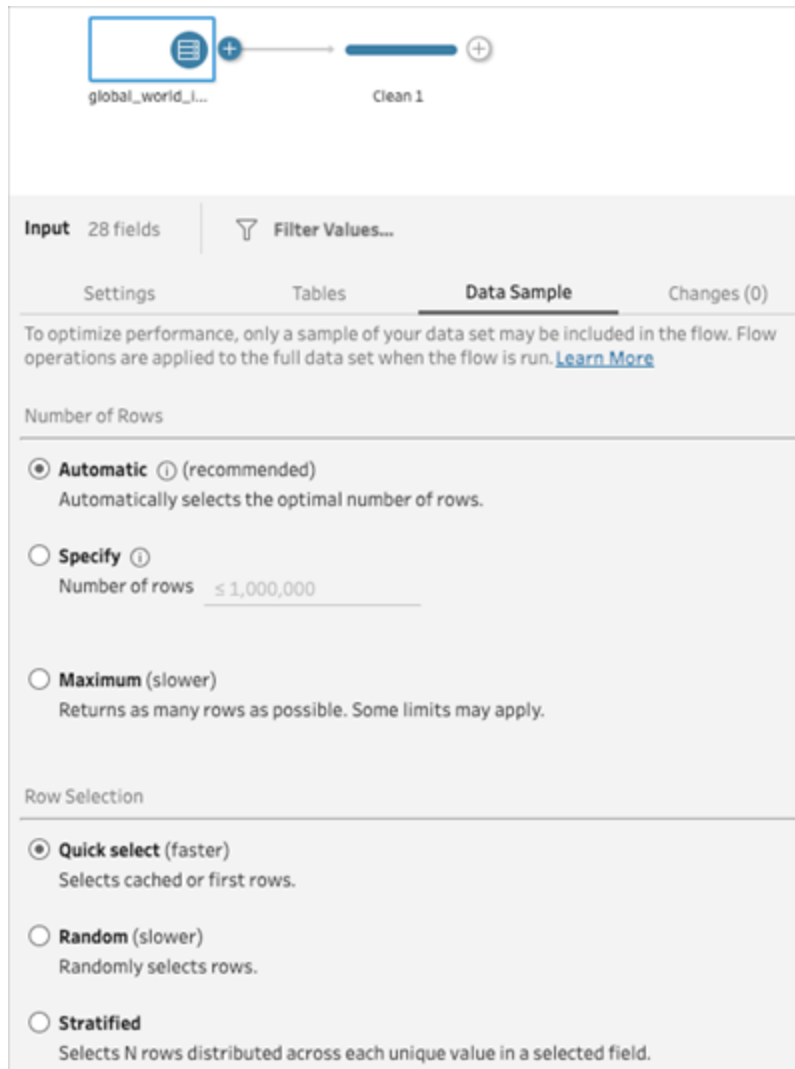 global_world_i...
Clean 1
Input 28 fields Filter Values...
Settings Tables Data Sample Changes (0)
To optimize performance, only a sample of your data set may be included in the flow. Flow
operations are applied to the full data set when the flow is run. Learn More
Number of Rows
Automatic (recommended)
Automatically selects the optimal number of rows.
Specify
Number of rows ≤ 1,000,000
Maximum (slower)
Returns as many rows as possible. Some limits may apply.
Row Selection
Quick select (faster)
Selects cached or first rows.
Random (slower)
Randomly selects rows.
Stratified
Selects N rows distributed across each unique value in a selected field.